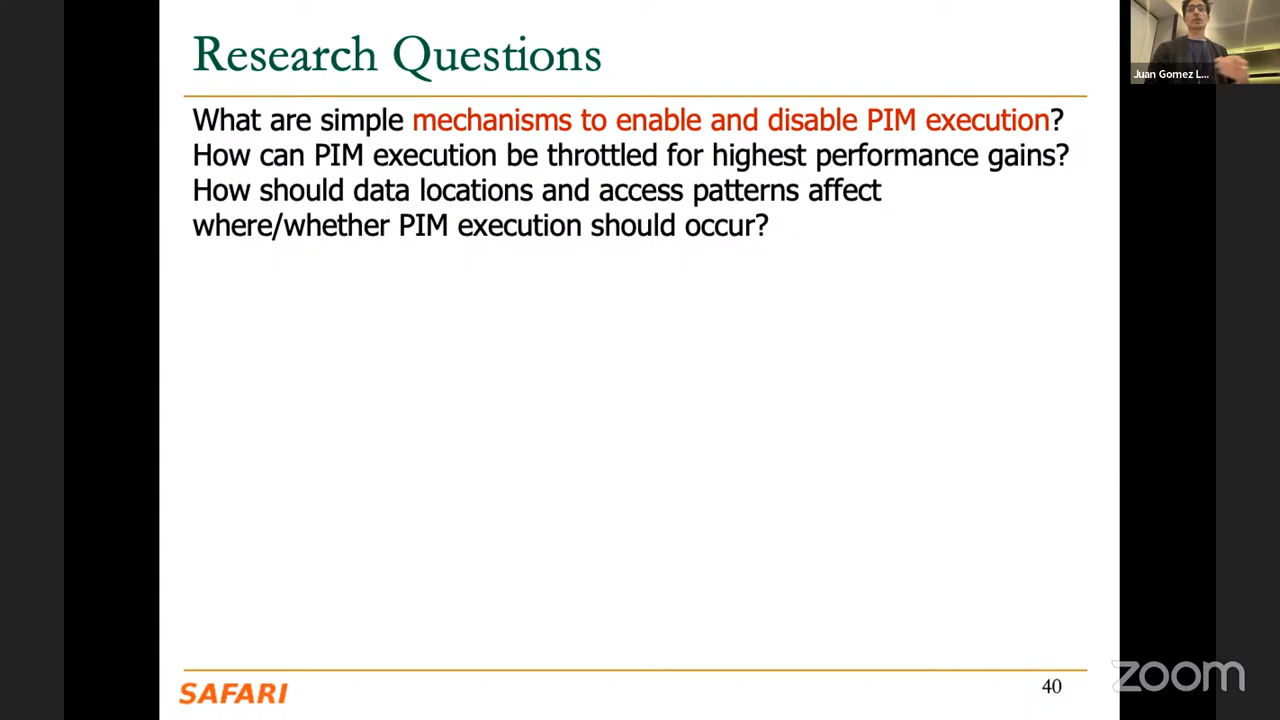 Research Questions
Juan Gomez L...
What are simple mechanisms to enable and disable PIM execution?
How can PIM execution be throttled for highest performance gains?
How should data locations and access patterns affect
where/whether PIM execution should occur?
SAFARI
40
zoom